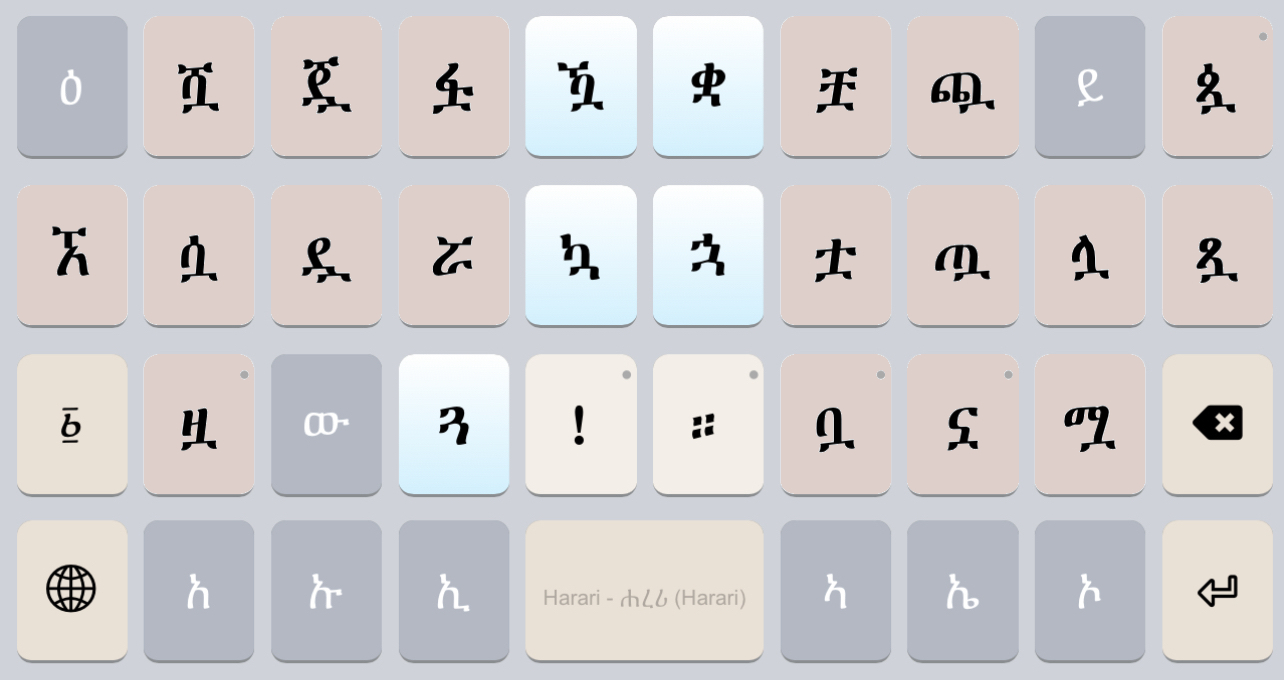 ዕ ሿ ጇ ፏ ዃ ቋ ቿ ጯ ይ ጷ
ኧ ሷ ዷ ሯ ኳ ኋ ቷ ጧ ሏ ጿ
፩ ዟ ው ጓ ! ። ቧ ኗ ሟ
አ ኡ ኢ Harari - ሐረሪ (Harari) ኣ ኤ ኦ